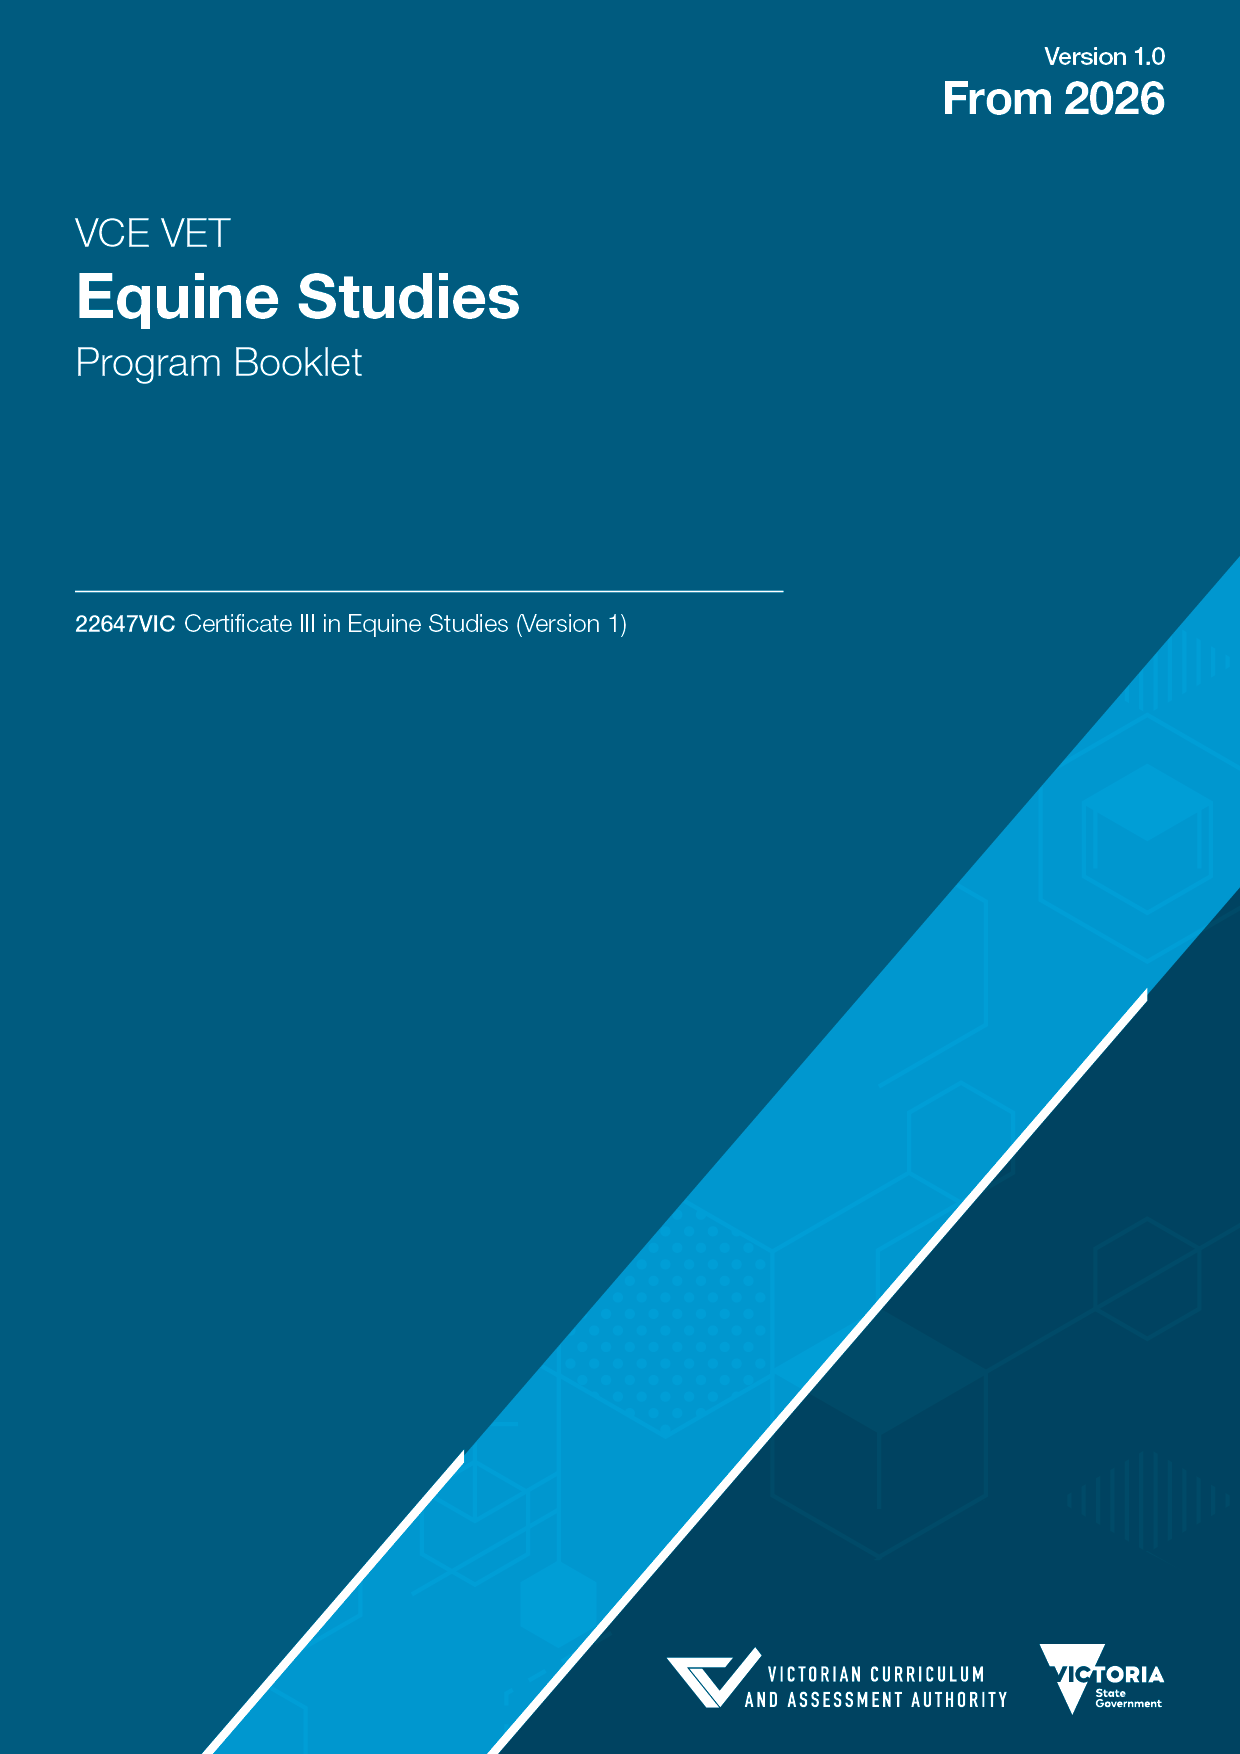 Version 1.0
From 2026
VCE VET
Equine Studies
Program Booklet
22647VIC Certificate III in Equine Studies (Version 1)
VICTORIAN CURRICULUM
AND ASSESSMENT AUTHORITY
VICTORIA
State
Government